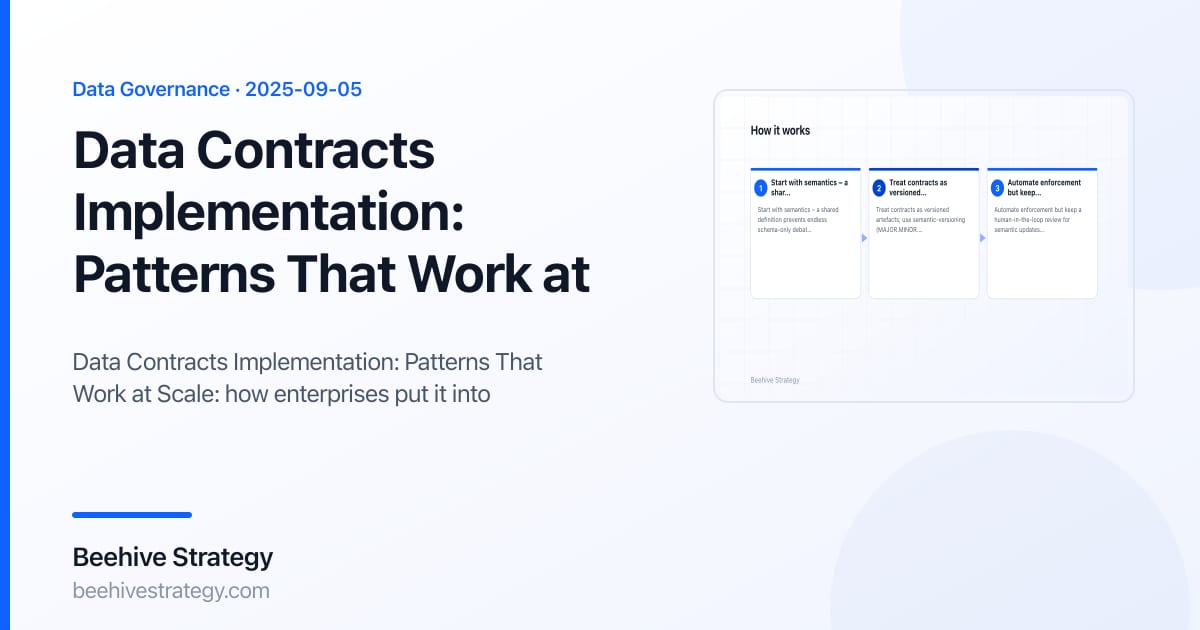 Data Governance · 2025-09-05
Data Contracts
Implementation:
Patterns That Work at
Data Contracts Implementation: Patterns That
Work at Scale: how enterprises put it into
Beehive Strategy
beehivestrategy.com
How it works
1
Start with semantics – a
shar...
Start with semantics – a shared
definition prevents endless
schema-only debat...
2
Treat contracts as
versioned...
Treat contracts as versioned
artefacts; use semantic-versioning
(MAJOR.MINOR....
3
Automate enforcement
but keep...
Automate enforcement but keep a
human-in-the-loop review for
semantic updates...
Beehive Strategy